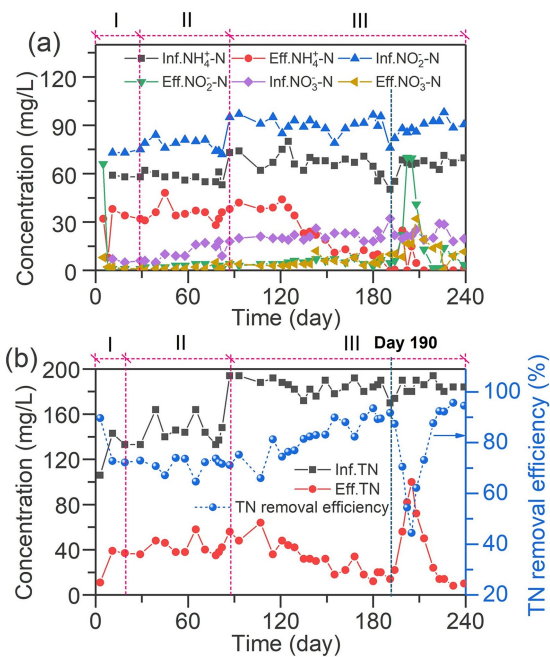 I II III
(a)
Inf.NH₄⁺-N Eff.NH₄⁺-N Inf.NO₂⁻-N
Eff.NO₂⁻-N Inf.NO₃⁻-N Eff.NO₃⁻-N
Concentration (mg/L)
120
90
60
30
0
0 60 120 180 240
Time (day)
I II III Day 190
(b)
Concentration (mg/L)
200
160
120
80
40
0
Inf.TN
Eff.TN
TN removal efficiency
100
80
60
40
20
TN removal efficiency (%)
0 60 120 180 240
Time (day)